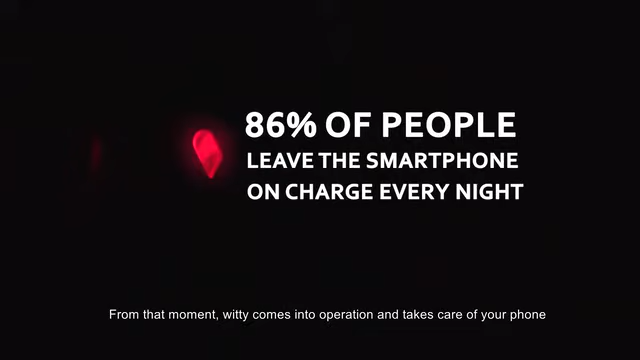 86% OF PEOPLE
LEAVE THE SMARTPHONE
ON CHARGE EVERY NIGHT
From that moment, witty comes into operation and takes care of your phone